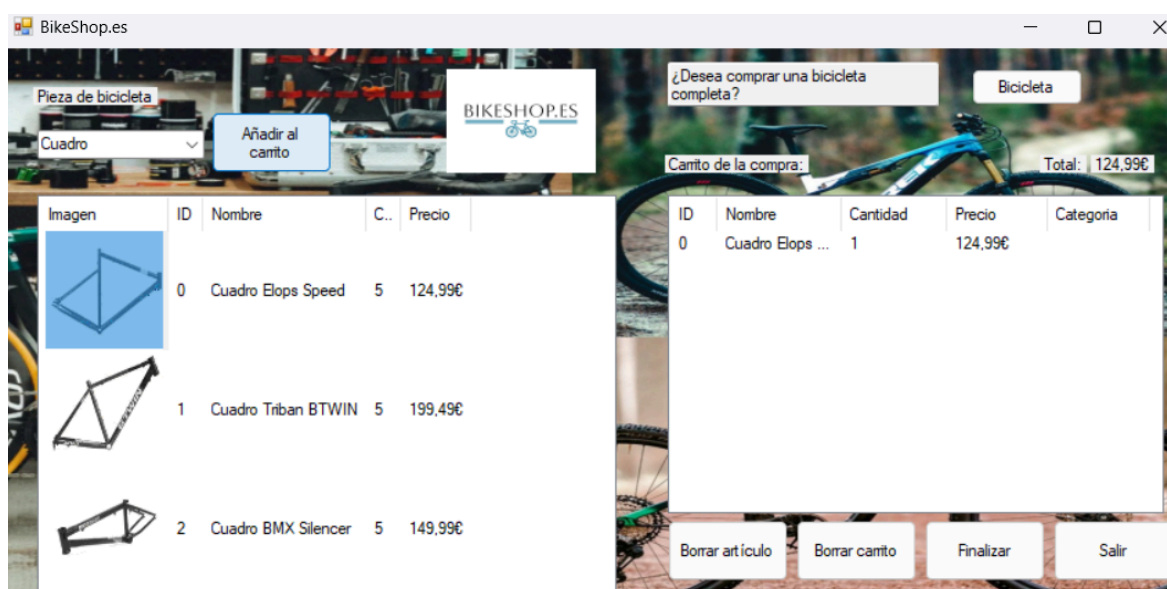 BikeShop.es
Pieza de bicicleta
Cuadro
Añadir al
carrito
BIKESHOP.ES
¿Desea comprar una bicicleta
completa?
Bicicleta
Carrito de la compra:
Total: 124,99€
Imagen ID Nombre C.. Precio
0 Cuadro Elops Speed 5 124,99€
1 Cuadro Triban BTWIN 5 199,49€
2 Cuadro BMX Silencer 5 149,99€
ID Nombre Cantidad Precio Categoria
0 Cuadro Elops ... 1 124,99€
Borrar artículo Borrar carrito Finalizar Salir